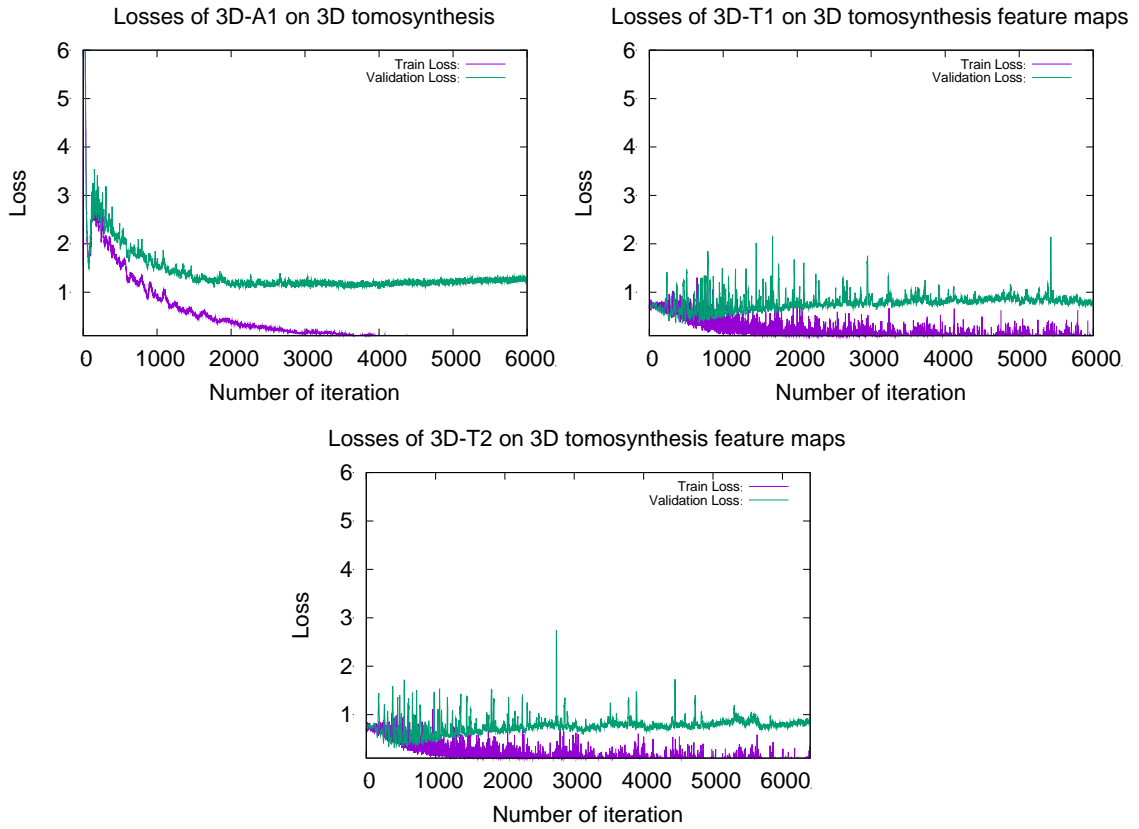 Losses of 3D-A1 on 3D tomosynthesis
6
5
4
3
2
1
Loss
Train Loss:
Validation Loss:
0 1000 2000 3000 4000 5000 6000
Number of iteration
Losses of 3D-T1 on 3D tomosynthesis feature maps
6
5
4
3
2
1
Loss
Train Loss:
Validation Loss:
0 1000 2000 3000 4000 5000 6000
Number of iteration
Losses of 3D-T2 on 3D tomosynthesis feature maps
6
5
4
3
2
1
Loss
Train Loss:
Validation Loss:
0 1000 2000 3000 4000 5000 6000
Number of iteration